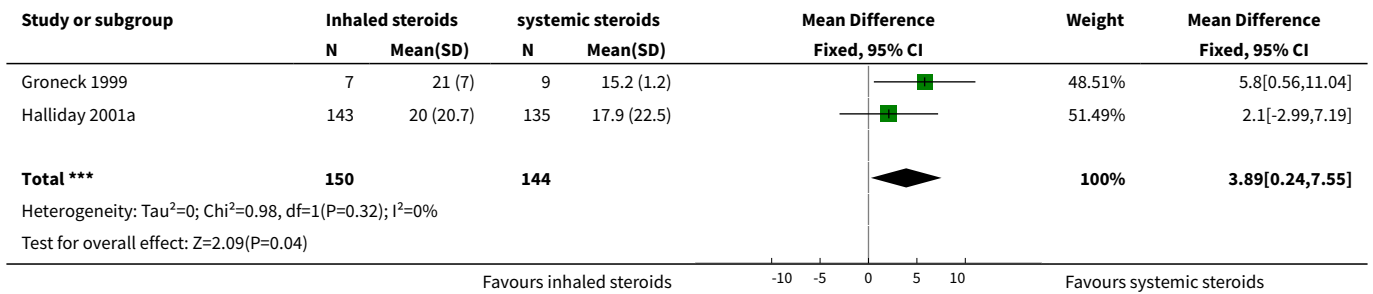 Study or subgroup Inhaled steroids systemic steroids Mean Difference Weight Mean Difference
N Mean(SD) N Mean(SD) Fixed, 95% CI Fixed, 95% CI
Groneck 1999 7 21 (7) 9 15.2 (1.2) 48.51% 5.8[0.56,11.04]
Halliday 2001a 143 20 (20.7) 135 17.9 (22.5) 51.49% 2.1[-2.99,7.19]
Total *** 150 144 100% 3.89[0.24,7.55]
Heterogeneity: Tau²=0; Chi²=0.98, df=1(P=0.32); I²=0%
Test for overall effect: Z=2.09(P=0.04)
Favours inhaled steroids -10 -5 0 5 10 Favours systemic steroids